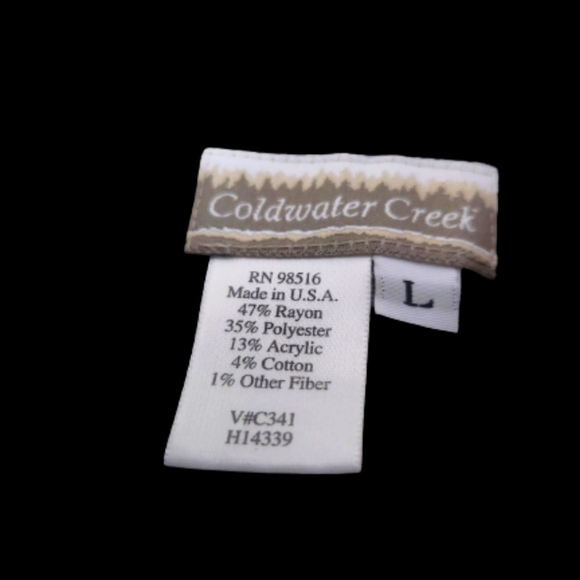 Coldwater Creek
L
RN 98516
Made in U.S.A.
47% Rayon
35% Polyester
13% Acrylic
4% Cotton
1% Other Fiber
V#C341
H14339